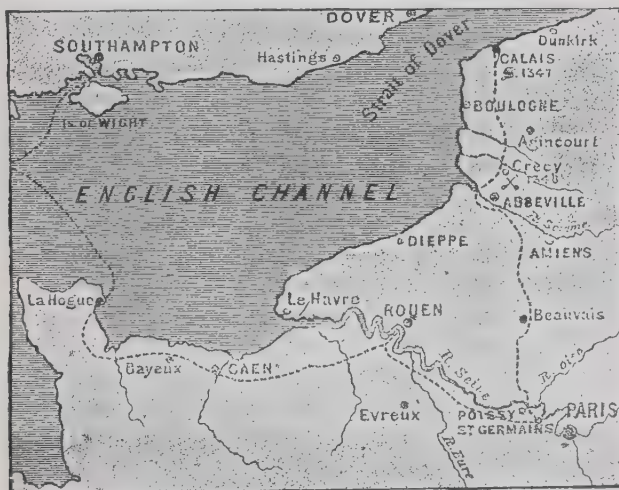 DOVER
Dunkirk
SOUTHAMPTON
Hastings
CALAIS
S. 1347
Strait of Dover
BOULOGNE
Is of WIGHT
Agincourt
Crecy
ENGLISH CHANNEL
ABBEVILLE
R. Somme
DIEPPE
AMIENS
La Hogue
Le Havre
ROUEN
Beauvais
Bayeux
CAEN
R. Seine
R. Oise
Evreux
POISSY
PARIS
ST GERMAINS
R. Eure